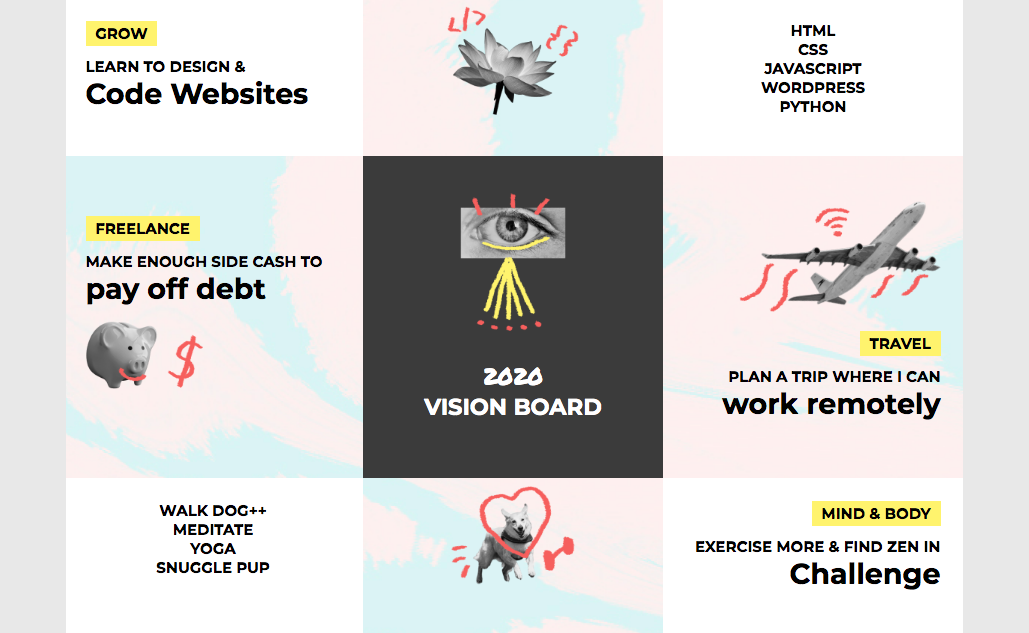 GROW
LEARN TO DESIGN &
Code Websites
</>
{ }
HTML
CSS
JAVASCRIPT
WORDPRESS
PYTHON
FREELANCE
MAKE ENOUGH SIDE CASH TO
pay off debt
$
2020
VISION BOARD
TRAVEL
PLAN A TRIP WHERE I CAN
work remotely
WALK DOG++
MEDITATE
YOGA
SNUGGLE PUP
MIND & BODY
EXERCISE MORE & FIND ZEN IN
Challenge